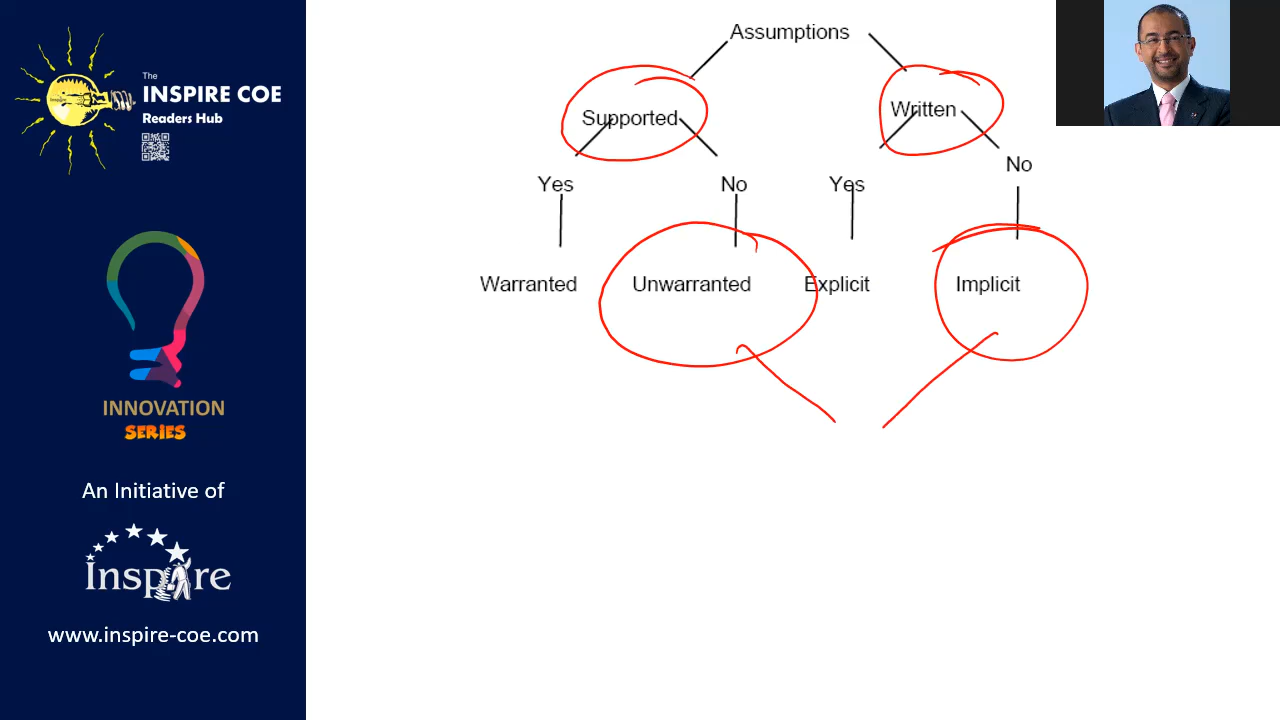 The
INSPIRE COE
Readers Hub
INNOVATION
SERIES
An Initiative of
Inspire
www.inspire-coe.com
Assumptions
Supported
Written
Yes
No
Yes
No
Warranted
Unwarranted
Explicit
Implicit